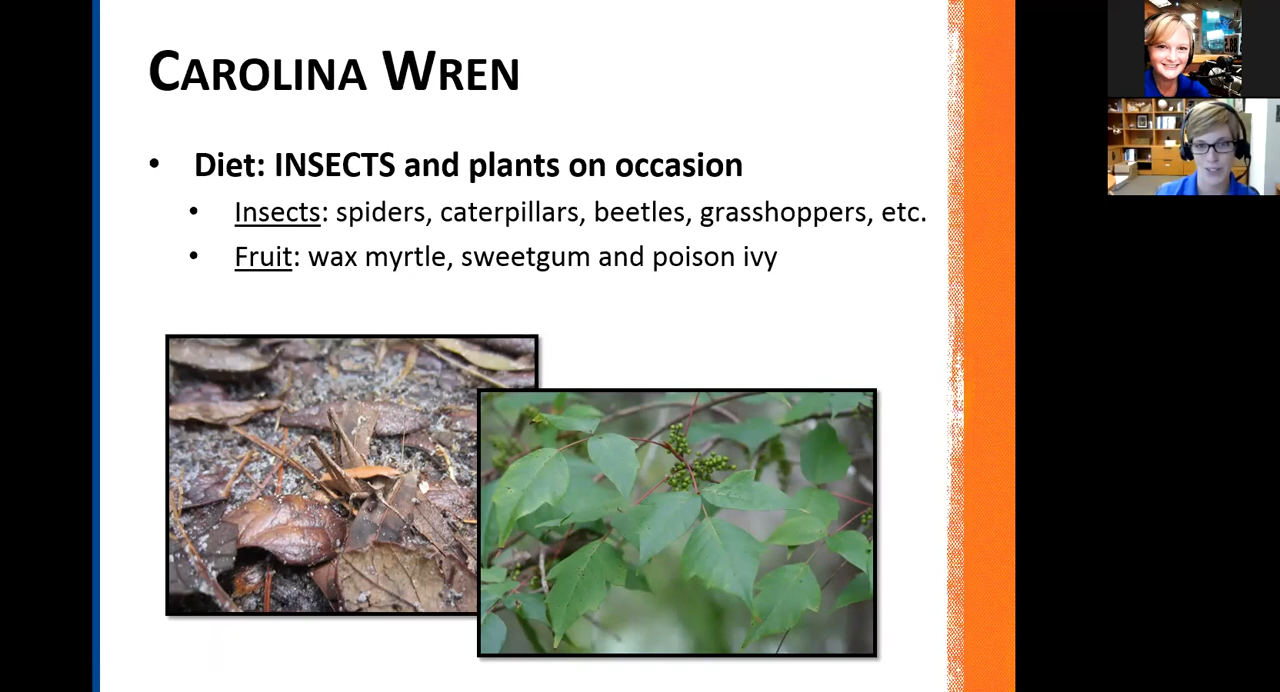 CAROLINA WREN
• Diet: INSECTS and plants on occasion
• Insects: spiders, caterpillars, beetles, grasshoppers, etc.
• Fruit: wax myrtle, sweetgum and poison ivy